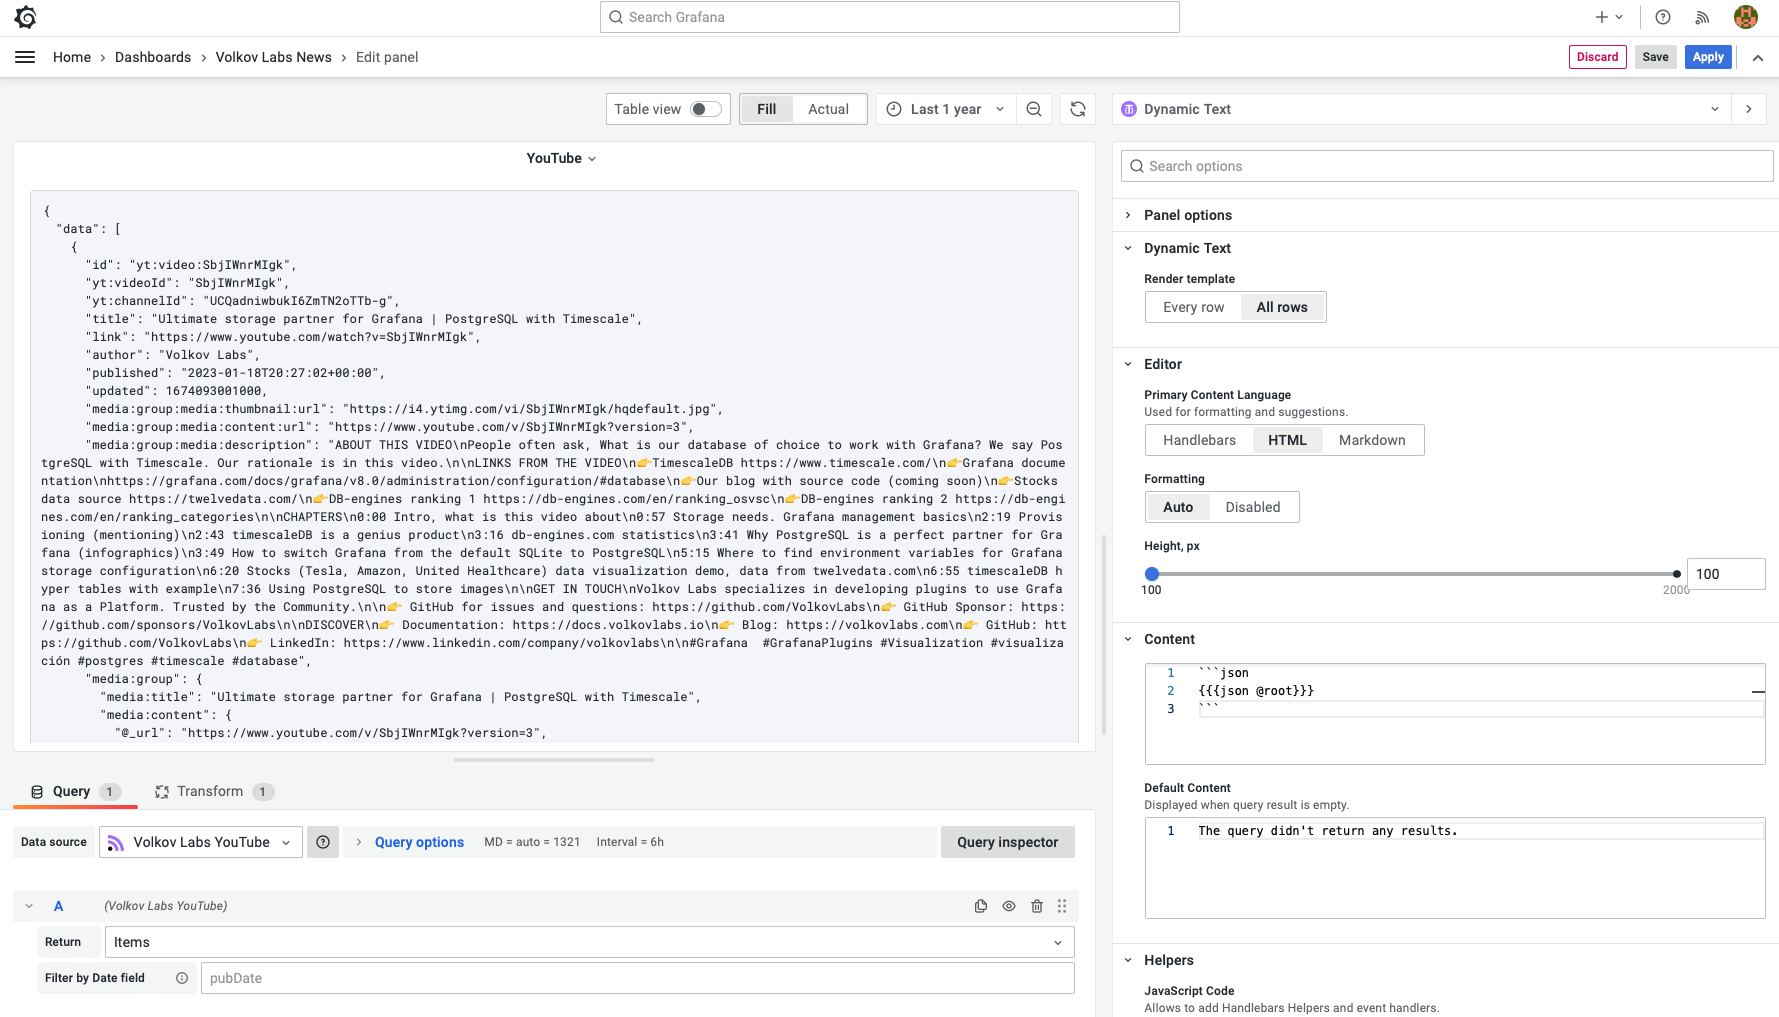 Search Grafana
Home › Dashboards › Volkov Labs News › Edit panel
Discard Save Apply
Table view Fill Actual Last 1 year
Dynamic Text
YouTube
{
"data": [
{
"id": "yt:video:SbjIWnrMIgk",
"yt:videoId": "SbjIWnrMIgk",
"yt:channelId": "UCQadniwbukI6ZmTN2oTTb-g",
"title": "Ultimate storage partner for Grafana | PostgreSQL with Timescale",
"link": "https://www.youtube.com/watch?v=SbjIWnrMIgk",
"author": "Volkov Labs",
"published": "2023-01-18T20:27:02+00:00",
"updated": 1674093001000,
"media:group:media:thumbnail:url": "https://i4.ytimg.com/vi/SbjIWnrMIgk/hqdefault.jpg",
"media:group:media:content:url": "https://www.youtube.com/v/SbjIWnrMIgk?version=3",
"media:group:media:description": "ABOUT THIS VIDEO\nPeople often ask, What is our database of choice to work with Grafana? We say Pos
tgreSQL with Timescale. Our rationale is in this video.\n\nLINKS FROM THE VIDEO\n👉TimescaleDB https://www.timescale.com/\n👉Grafana docume
ntation\nhttps://grafana.com/docs/grafana/v8.0/administration/configuration/#database\n👉Our blog with source code (coming soon)\n👉Stocks
data source https://twelvedata.com/\n👉DB-engines ranking 1 https://db-engines.com/en/ranking_osvsc\n👉DB-engines ranking 2 https://db-engi
nes.com/en/ranking_categories\n\nCHAPTERS\n0:00 Intro, what is this video about\n0:57 Storage needs. Grafana management basics\n2:19 Provis
ioning (mentioning)\n2:43 timescaleDB is a genius product\n3:16 db-engines.com statistics\n3:41 Why PostgreSQL is a perfect partner for Gra
fana (infographics)\n3:49 How to switch Grafana from the default SQLite to PostgreSQL\n5:15 Where to find environment variables for Grafana
storage configuration\n6:20 Stocks (Tesla, Amazon, United Healthcare) data visualization demo, data from twelvedata.com\n6:55 timescaleDB h
yper tables with example\n7:36 Using PostgreSQL to store images\n\nGET IN TOUCH\nVolkov Labs specializes in developing plugins to use Grafa
na as a Platform. Trusted by the Community.\n\n👉 GitHub for issues and questions: https://github.com/VolkovLabs\n👉 GitHub Sponsor: https:
//github.com/sponsors/VolkovLabs\n\nDISCOVER\n👉 Documentation: https://docs.volkovlabs.io\n👉 Blog: https://volkovlabs.com\n👉 GitHub: htt
ps://github.com/VolkovLabs\n👉 LinkedIn: https://www.linkedin.com/company/volkovlabs\n\n#Grafana  #GrafanaPlugins #Visualization #visualiza
ción #postgres #timescale #database",
"media:group": {
"media:title": "Ultimate storage partner for Grafana | PostgreSQL with Timescale",
"media:content": {
"@_url": "https://www.youtube.com/v/SbjIWnrMIgk?version=3",
Query 1 Transform 1
Data source Volkov Labs YouTube Query options MD = auto = 1321 Interval = 6h Query inspector
A (Volkov Labs YouTube)
Return Items
Filter by Date field pubDate
Search options
Panel options
Dynamic Text
Render template
Every row All rows
Editor
Primary Content Language
Used for formatting and suggestions.
Handlebars HTML Markdown
Formatting
Auto Disabled
Height, px
100
100 2000
Content
1 ```json
2 {{{json @root}}}
3 ```
Default Content
Displayed when query result is empty.
1 The query didn't return any results.
Helpers
JavaScript Code
Allows to add Handlebars Helpers and event handlers.